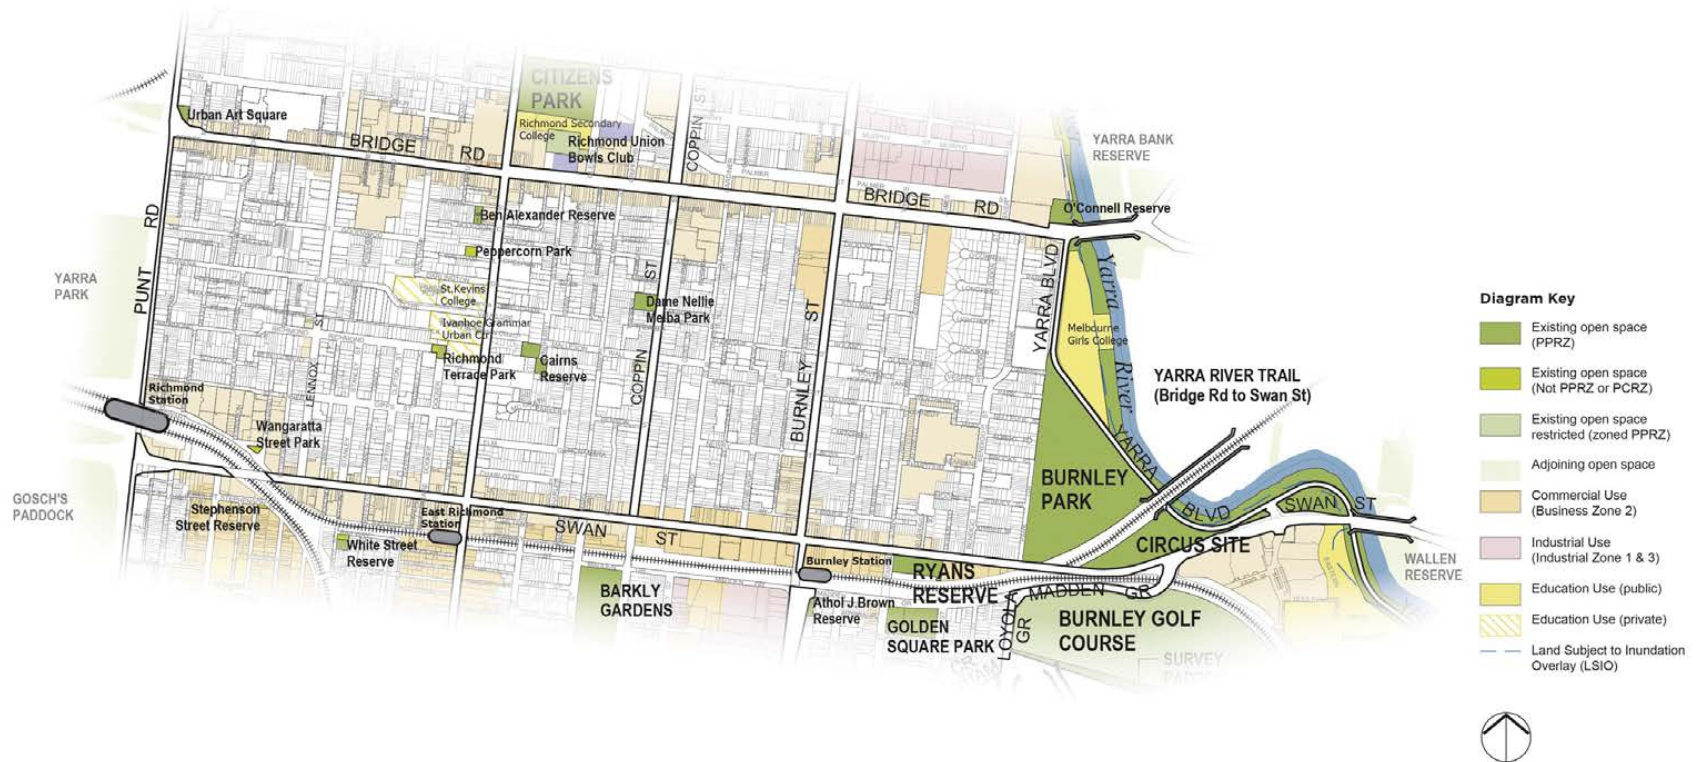 CITIZENS
PARK
Urban Art Square
Richmond Secondary
College
Richmond Union
Bowls Club
COPPIN ST
BRIDGE RD
YARRA BANK
RESERVE
PALMER
PALMER
BRIDGE RD
O'Connell Reserve
Ben Alexander Reserve
PUNT RD
Peppercorn Park
YARRA
PARK
St.Kevins
College
Dame Nellie
Melba Park
Ivanhoe Grammar
Urban Ctr
Richmond
Terrace Park
Cairns
Reserve
LENNOX ST
COPPIN ST
BURNLEY ST
YARRA BLVD
Yarra River
Melbourne
Girls College
YARRA RIVER TRAIL
(Bridge Rd to Swan St)
Richmond
Station
Wangaratta
Street Park
BURNLEY
PARK
YARRA BLVD
SWAN ST
GOSCH'S
PADDOCK
Stephenson
Street Reserve
East Richmond
Station
SWAN ST
White Street
Reserve
Burnley Station
CIRCUS SITE
WALLEN
RESERVE
RYANS
RESERVE
BARKLY
GARDENS
Athol J.Brown
Reserve
MADDEN GR
LOYOLA GR
GOLDEN
SQUARE PARK
BURNLEY GOLF
COURSE
SURVEY
Diagram Key
Existing open space
(PPRZ)
Existing open space
(Not PPRZ or PCRZ)
Existing open space
restricted (zoned PPRZ)
Adjoining open space
Commercial Use
(Business Zone 2)
Industrial Use
(Industrial Zone 1 & 3)
Education Use (public)
Education Use (private)
Land Subject to Inundation
Overlay (LSIO)